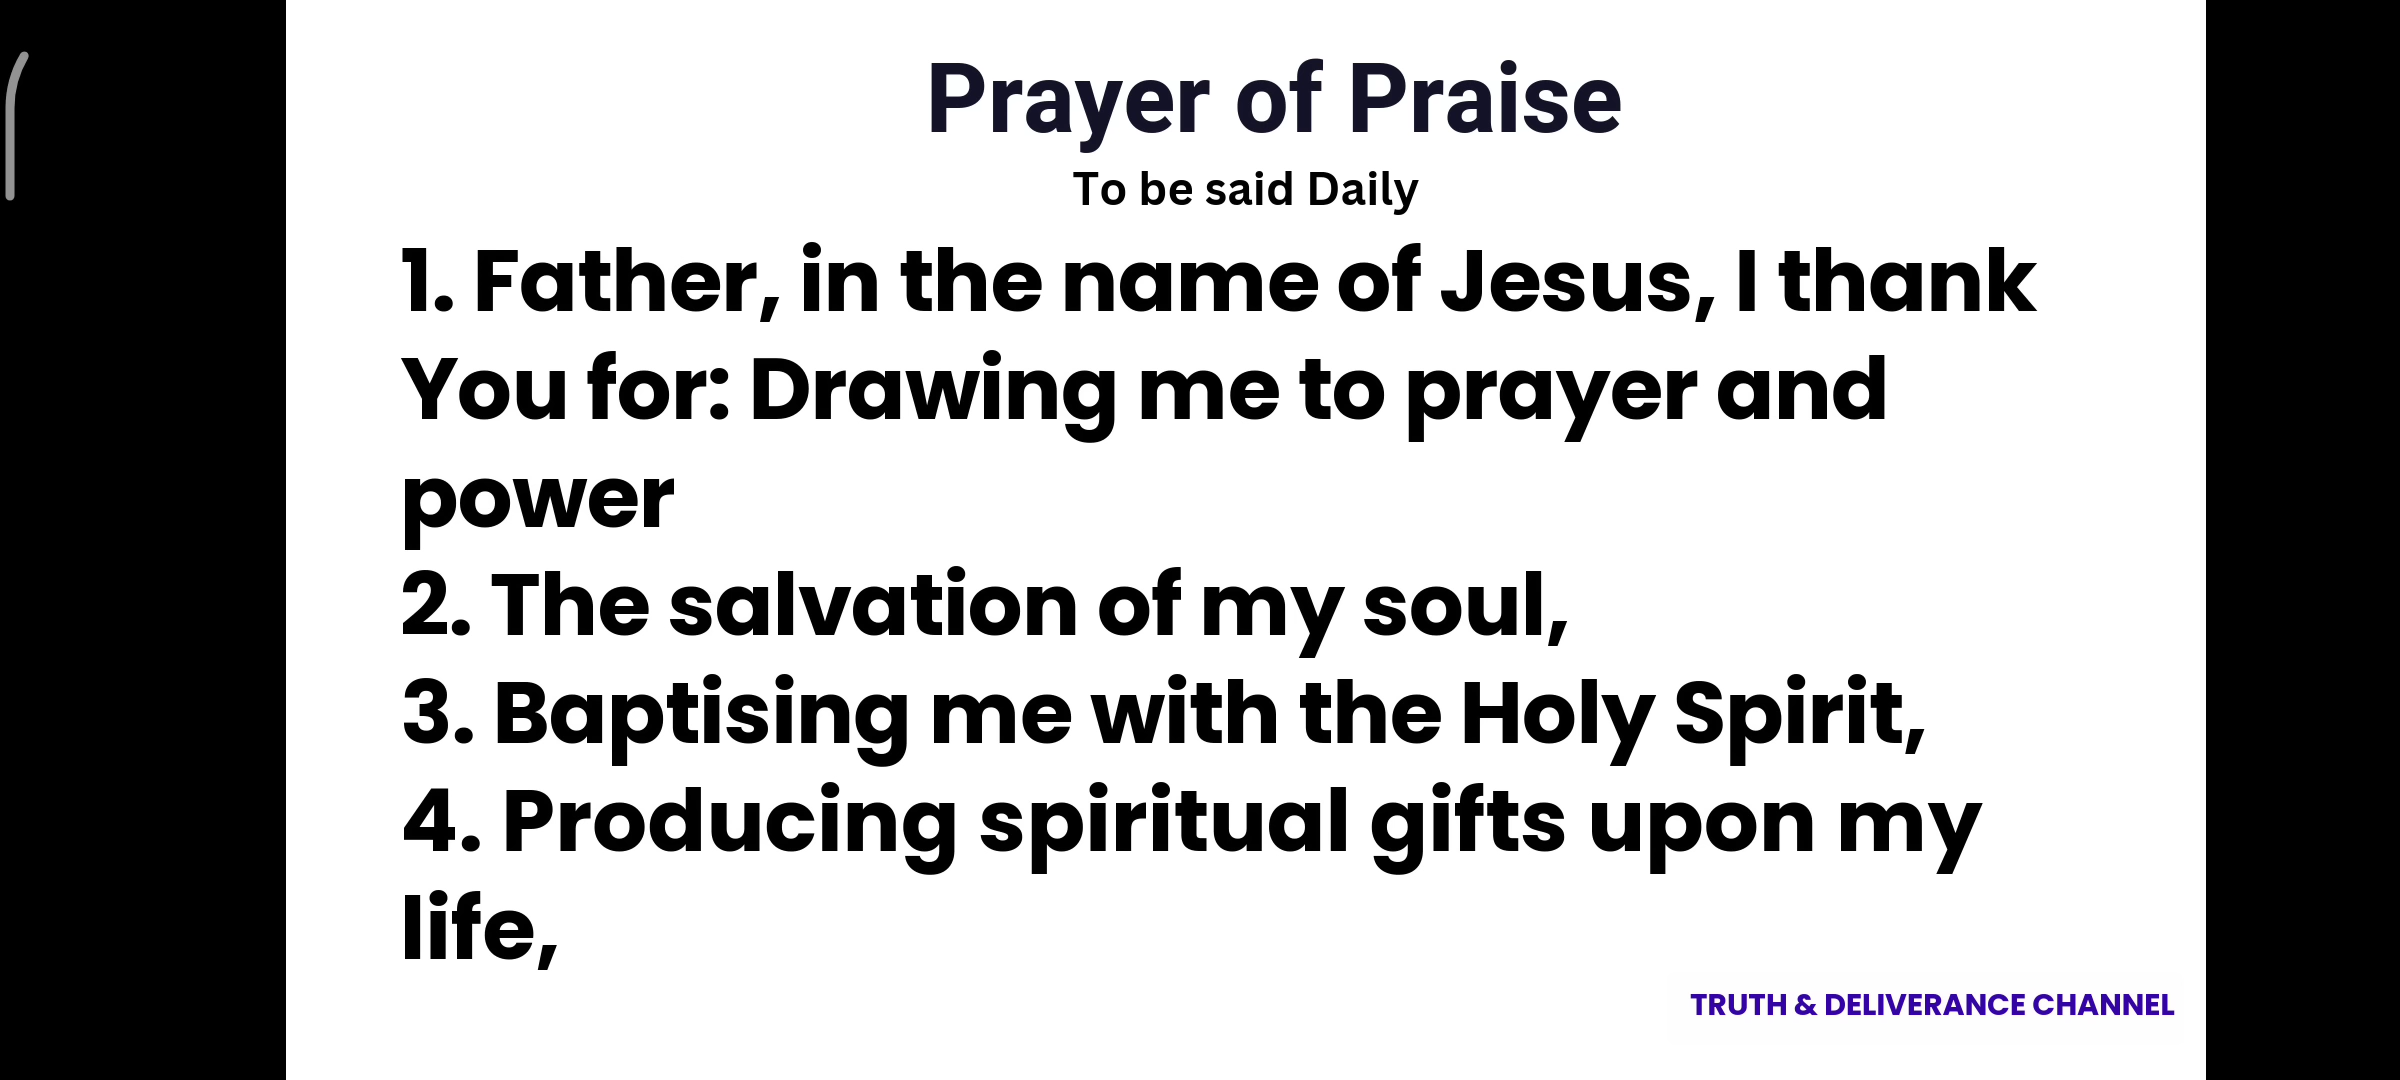 Prayer of Praise
To be said Daily
1. Father, in the name of Jesus, I thank
You for: Drawing me to prayer and
power
2. The salvation of my soul,
3. Baptising me with the Holy Spirit,
4. Producing spiritual gifts upon my
life,
TRUTH & DELIVERANCE CHANNEL